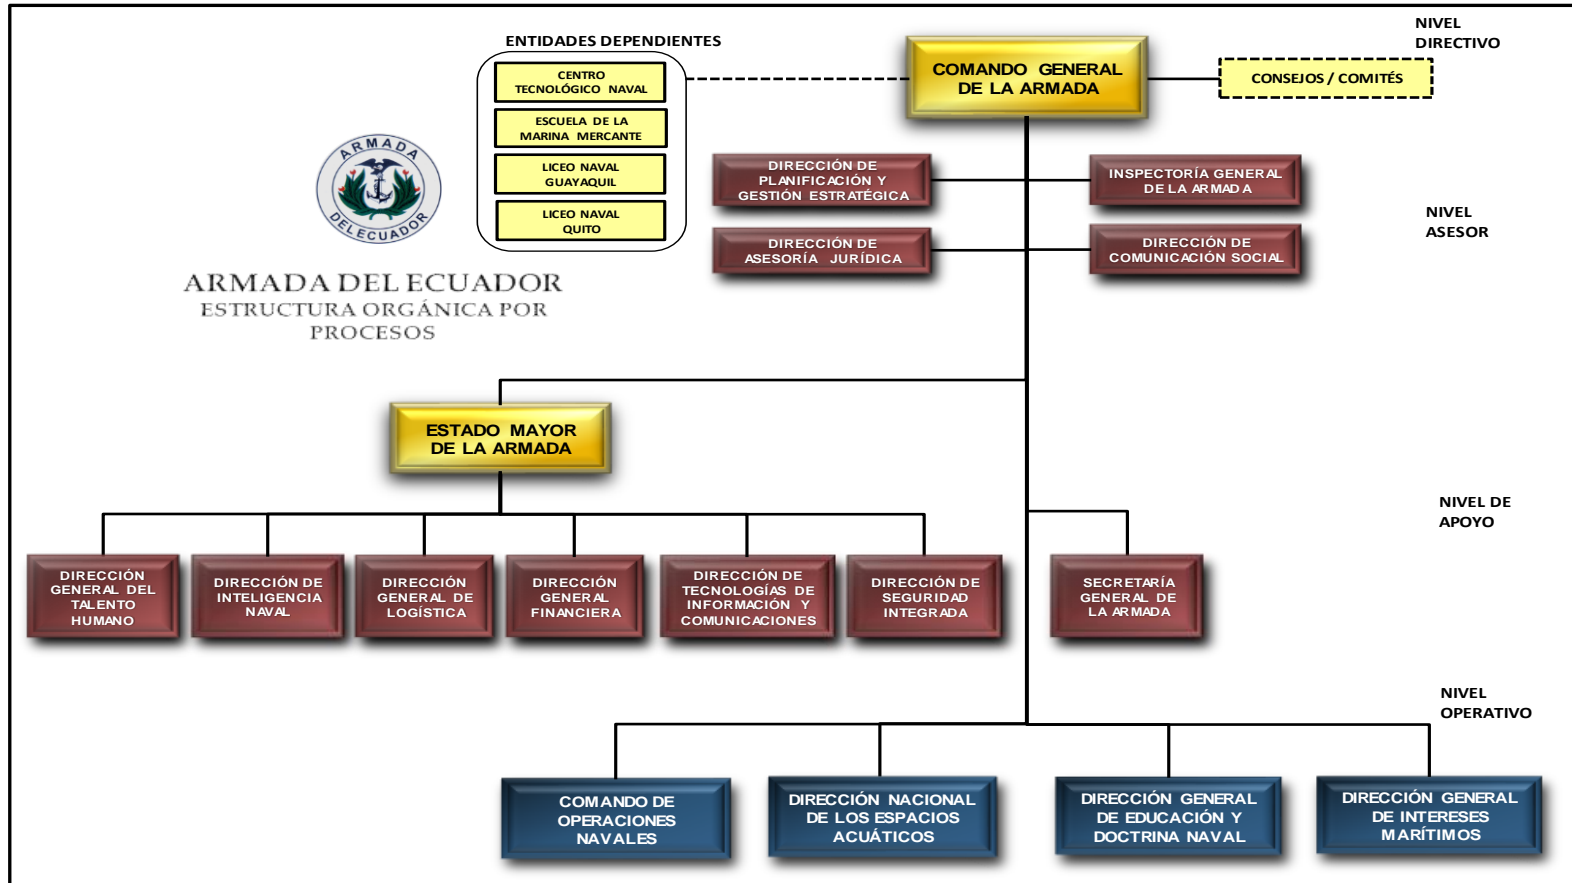 NIVEL
DIRECTIVO
ENTIDADES DEPENDIENTES
CENTRO
TECNOLÓGICO NAVAL
ESCUELA DE LA
MARINA MERCANTE
LICEO NAVAL
GUAYAQUIL
LICEO NAVAL
QUITO
COMANDO GENERAL
DE LA ARMADA
CONSEJOS / COMITÉS
ARMADA
DEL ECUADOR
ARMADA DEL ECUADOR
ESTRUCTURA ORGÁNICA POR
PROCESOS
DIRECCIÓN DE
PLANIFICACIÓN Y
GESTIÓN ESTRATÉGICA
INSPECTORÍA GENERAL
DE LA ARMADA
NIVEL
ASESOR
DIRECCIÓN DE
ASESORÍA JURÍDICA
DIRECCIÓN DE
COMUNICACIÓN SOCIAL
ESTADO MAYOR
DE LA ARMADA
NIVEL DE
APOYO
DIRECCIÓN
GENERAL DEL
TALENTO
HUMANO
DIRECCIÓN DE
INTELIGENCIA
NAVAL
DIRECCIÓN
GENERAL DE
LOGÍSTICA
DIRECCIÓN
GENERAL
FINANCIERA
DIRECCIÓN DE
TECNOLOGÍAS DE
INFORMACIÓN Y
COMUNICACIONES
DIRECCIÓN DE
SEGURIDAD
INTEGRADA
SECRETARÍA
GENERAL DE
LA ARMADA
NIVEL
OPERATIVO
COMANDO DE
OPERACIONES
NAVALES
DIRECCIÓN NACIONAL
DE LOS ESPACIOS
ACUÁTICOS
DIRECCIÓN GENERAL
DE EDUCACIÓN Y
DOCTRINA NAVAL
DIRECCIÓN GENERAL
DE INTERESES
MARÍTIMOS